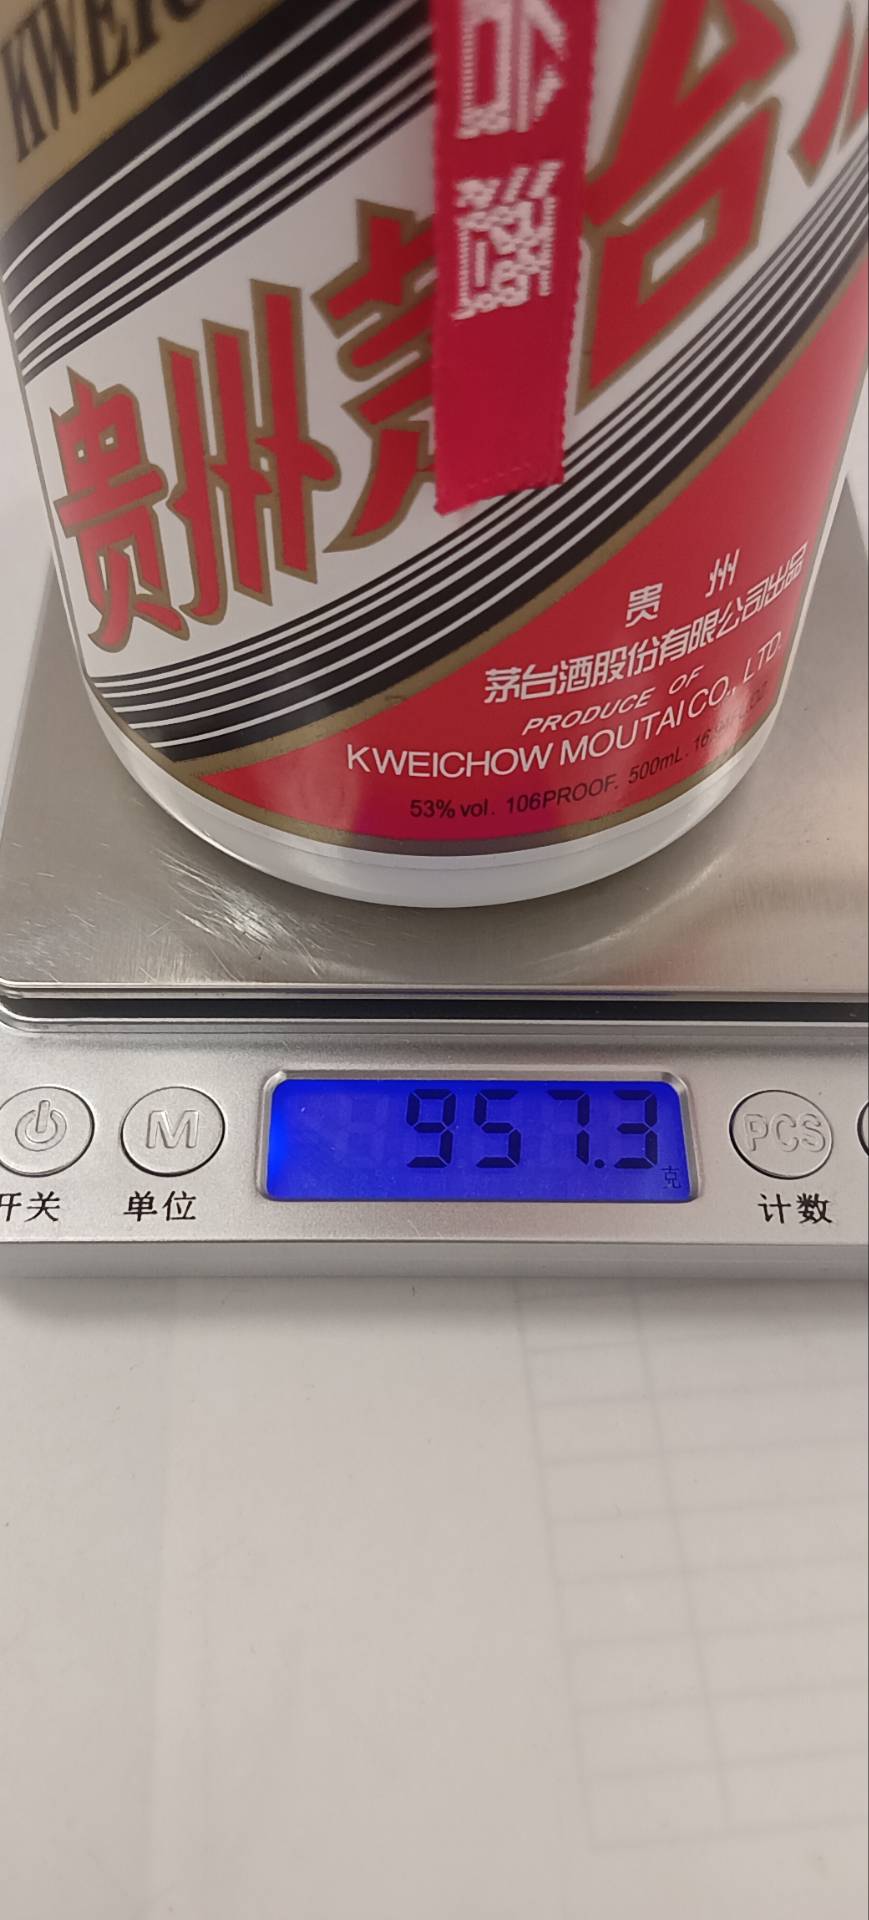 贵州茅台
贵 州
茅台酒股份有限公司出品
PRODUCE OF
KWEICHOW MOUTAI CO., LTD.
53% vol. 106PROOF. 500mL.
957.3
克
M
PCS
开关
单位
计数